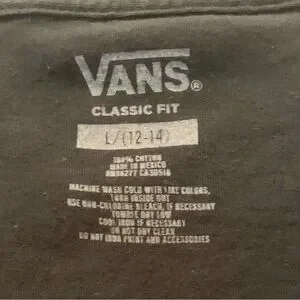 VANS®
CLASSIC FIT
L/(12-14)
100% COTTON
MADE IN MEXICO
CA30516
MACHINE WASH COLD WITH LIKE COLORS,
TURN INSIDE OUT
USE NON-CHLORINE BLEACH, IF NECESSARY
TUMBLE DRY LOW
COOL IRON IF NECESSARY
DO NOT DRY CLEAN
DO NOT IRON PRINT AND ACCESSORIES